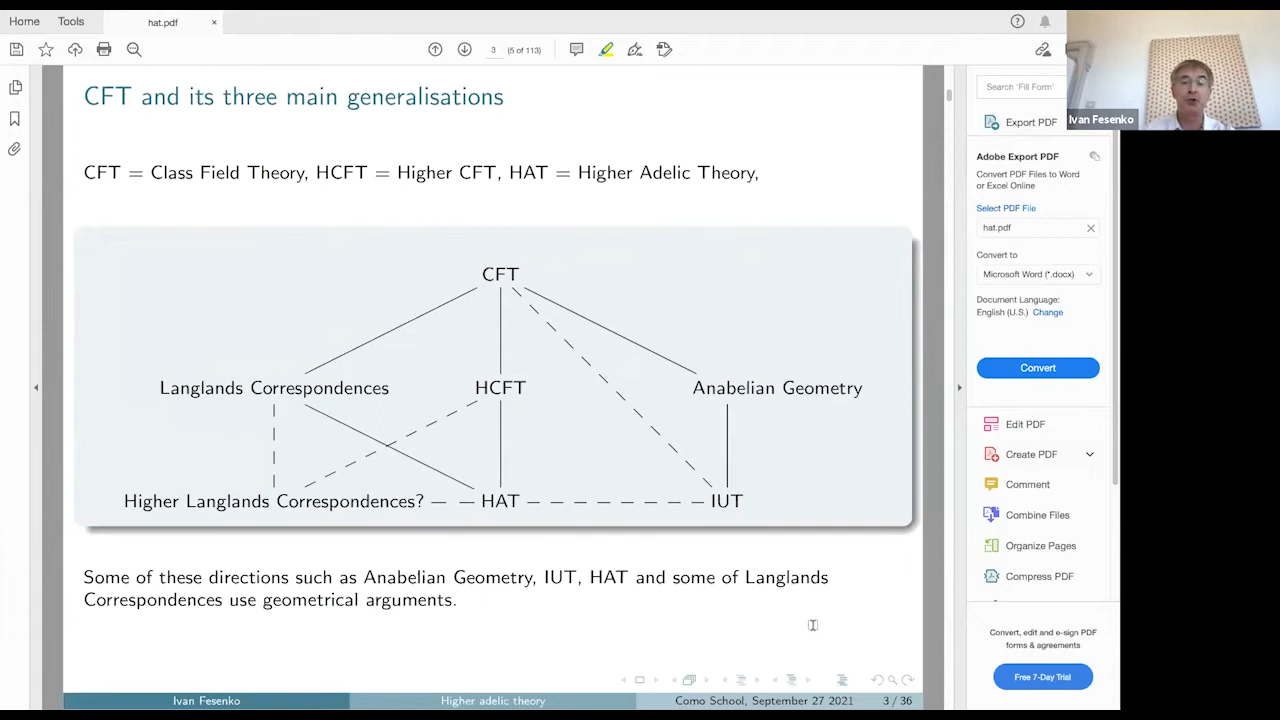 Home
Tools
hat.pdf
×
3
(5 of 113)
CFT and its three main generalisations
CFT = Class Field Theory, HCFT = Higher CFT, HAT = Higher Adelic Theory,
CFT
Langlands Correspondences
HCFT
Anabelian Geometry
Higher Langlands Correspondences?
HAT
IUT
Some of these directions such as Anabelian Geometry, IUT, HAT and some of Langlands
Correspondences use geometrical arguments.
Ivan Fesenko
Higher adelic theory
Como School, September 27 2021
3 / 36
Search 'Fill Form'
Export PDF
Adobe Export PDF
Convert PDF Files to Word
or Excel Online
Select PDF File
hat.pdf
Convert to
Microsoft Word (*.docx)
Document Language:
English (U.S.) Change
Convert
Edit PDF
Create PDF
Comment
Combine Files
Organize Pages
Compress PDF
Convert, edit and e-sign PDF
forms & agreements
Free 7-Day Trial
Ivan Fesenko